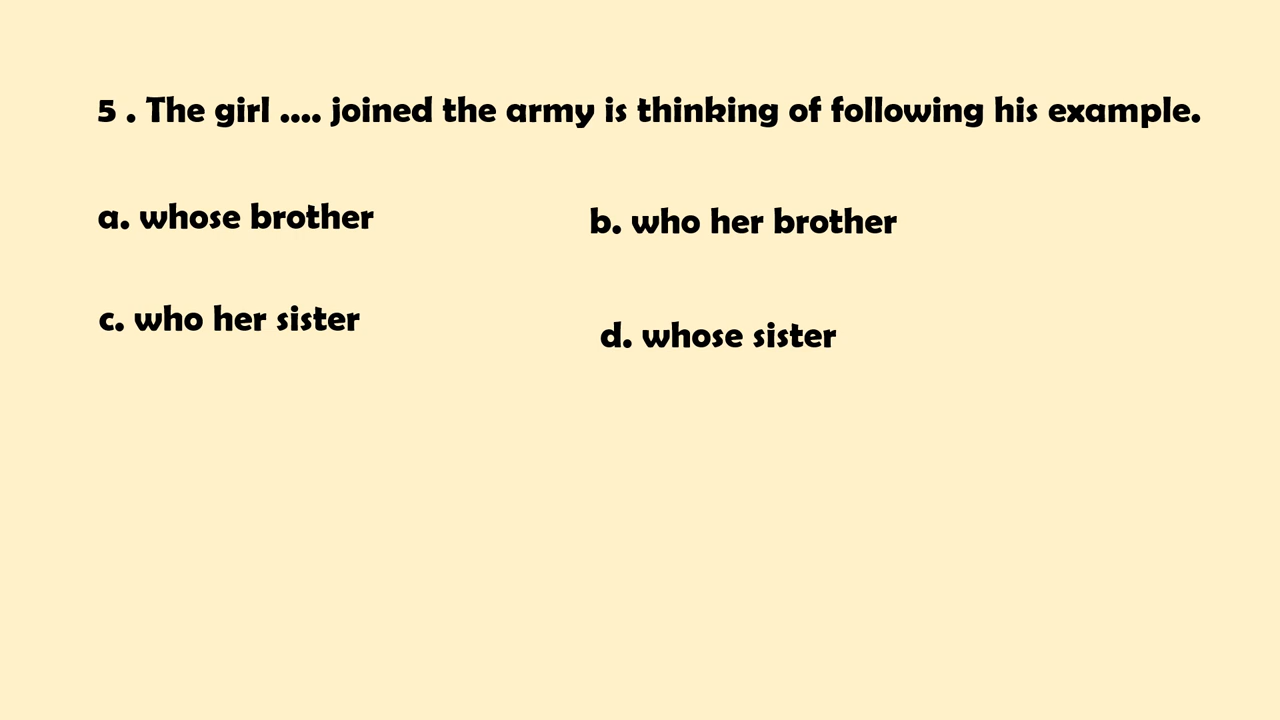 5 . The girl .... joined the army is thinking of following his example.
a. whose brother
b. who her brother
c. who her sister
d. whose sister